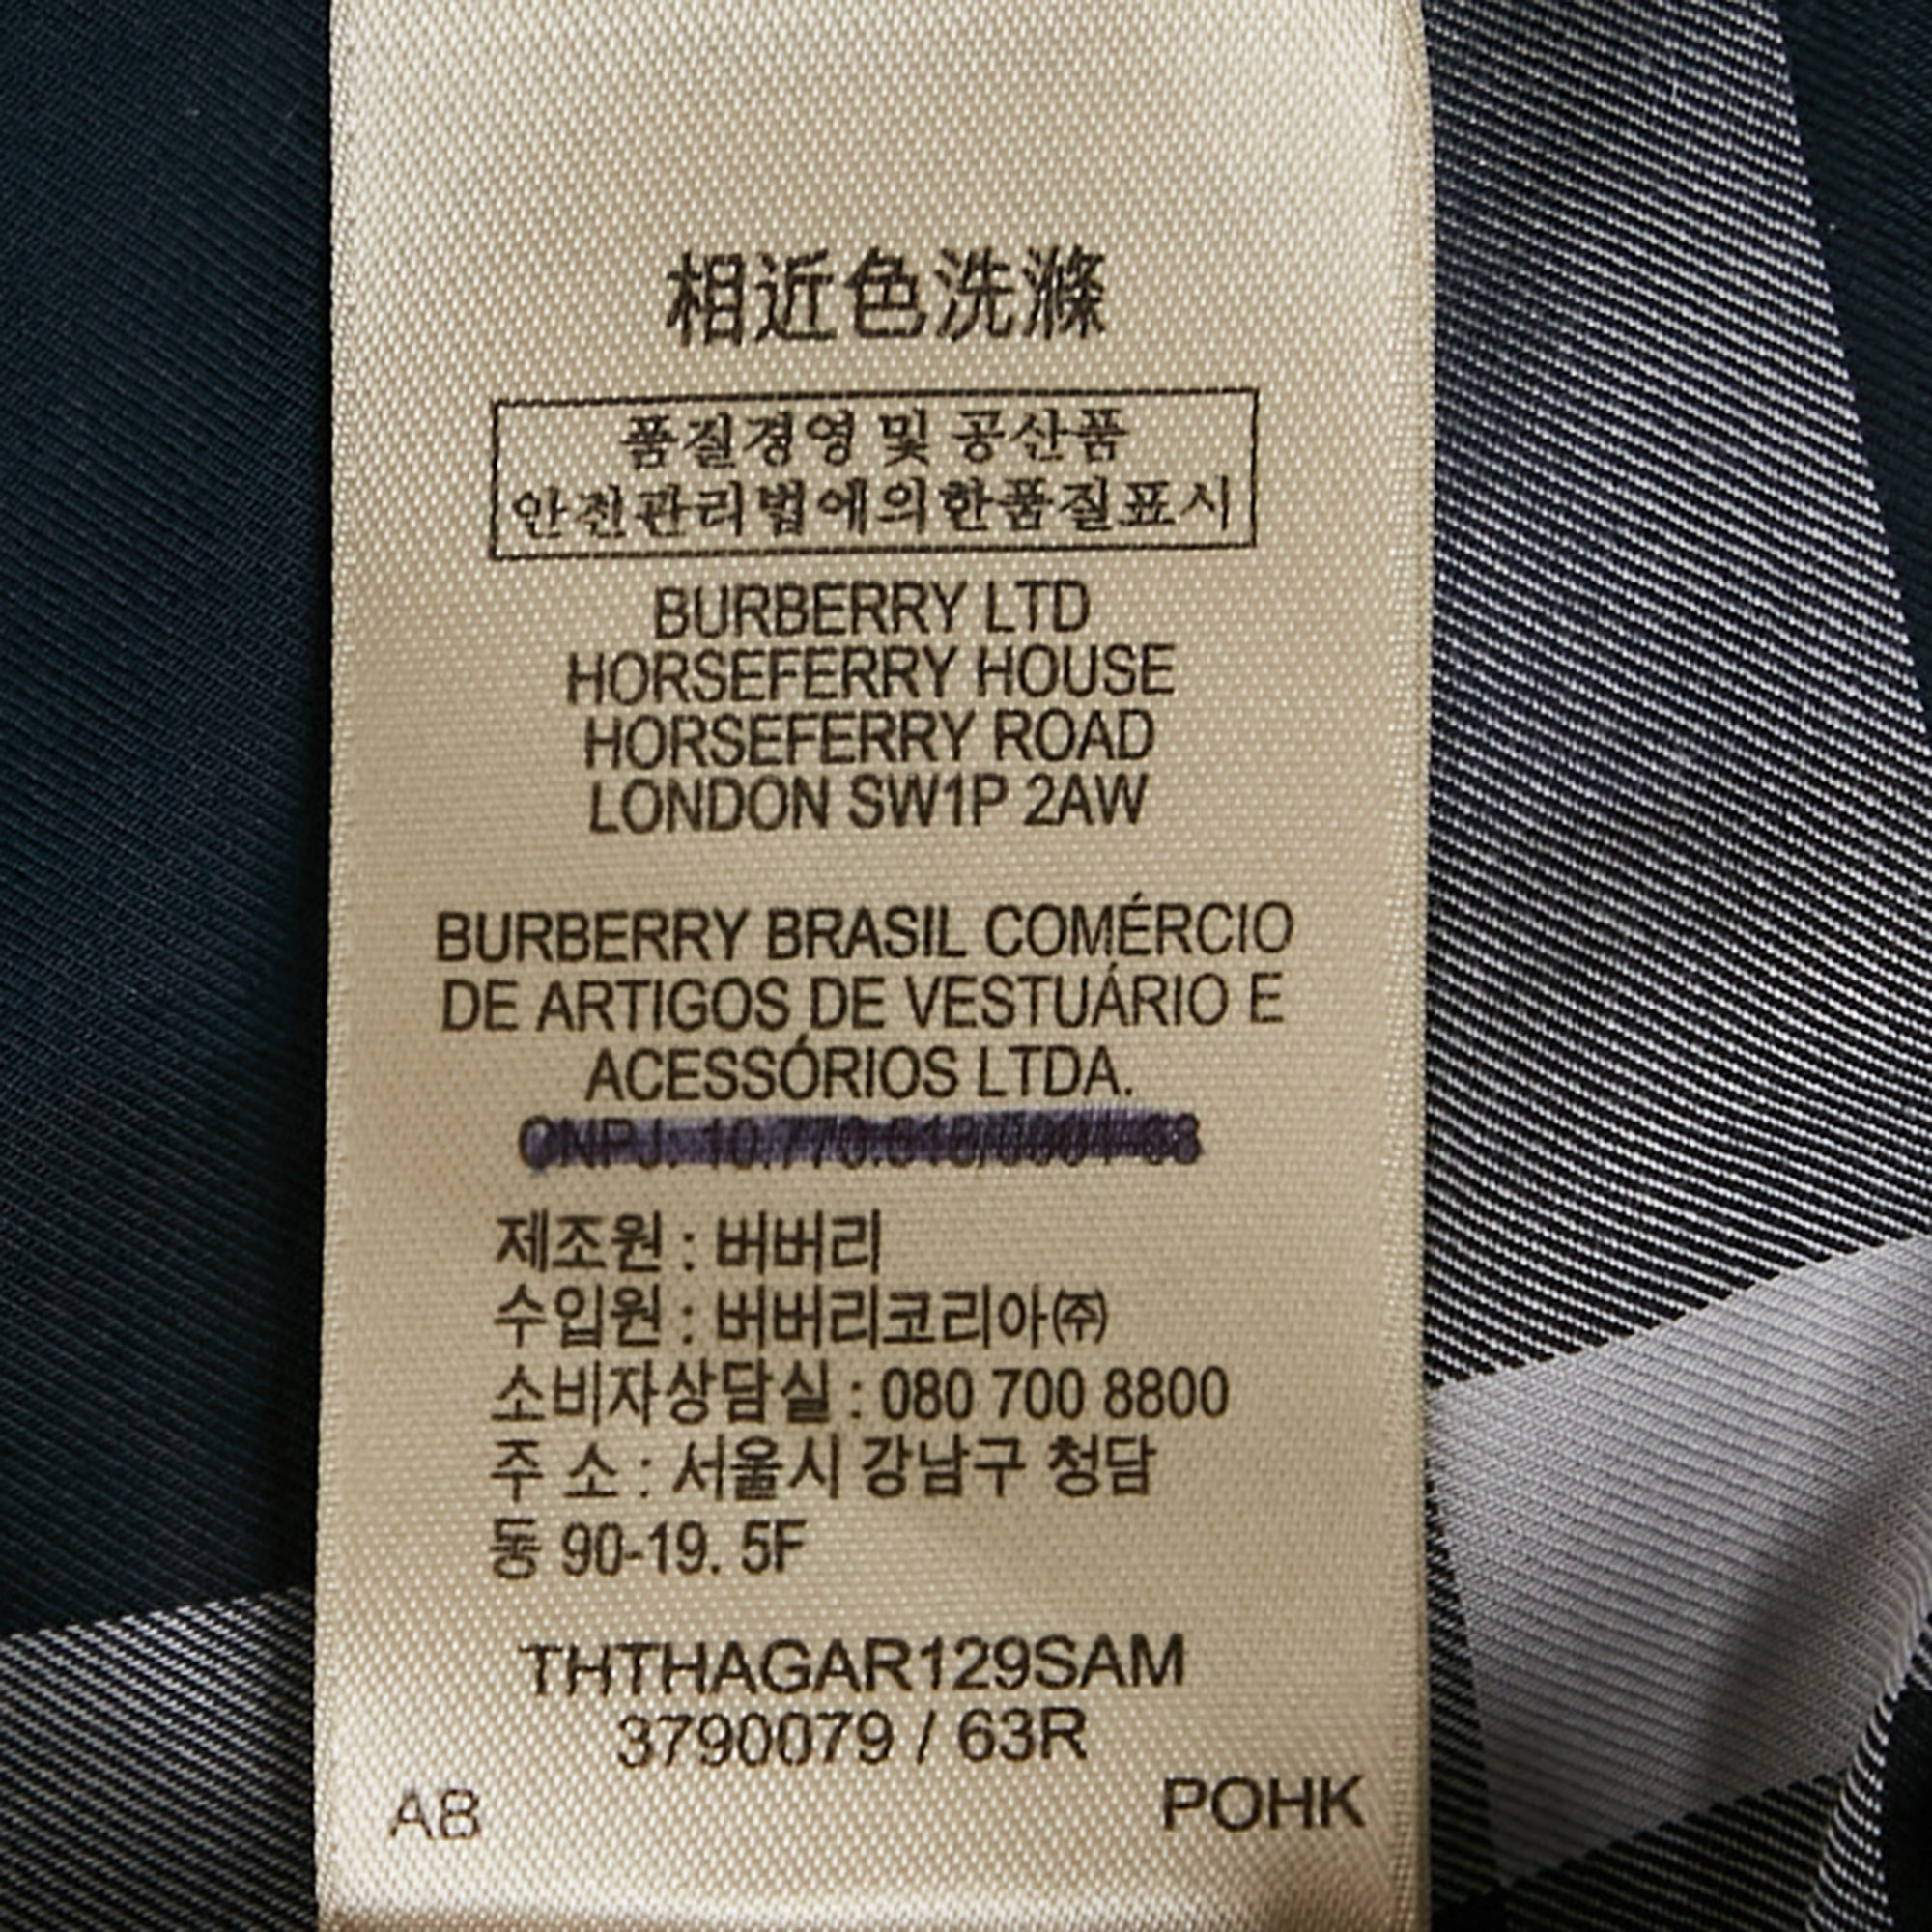 相近色洗滌
품질경영 및 공산품
안전관리법에의한품질표시
BURBERRY LTD
HORSEFERRY HOUSE
HORSEFERRY ROAD
LONDON SW1P 2AW
BURBERRY BRASIL COMÉRCIO
DE ARTIGOS DE VESTUÁRIO E
ACESSÓRIOS LTDA.
제조원 : 버버리
수입원 : 버버리코리아㈜
소비자상담실 : 080 700 8800
주 소 : 서울시 강남구 청담
동 90-19. 5F
THTHAGAR129SAM
3790079 / 63R
AB POHK